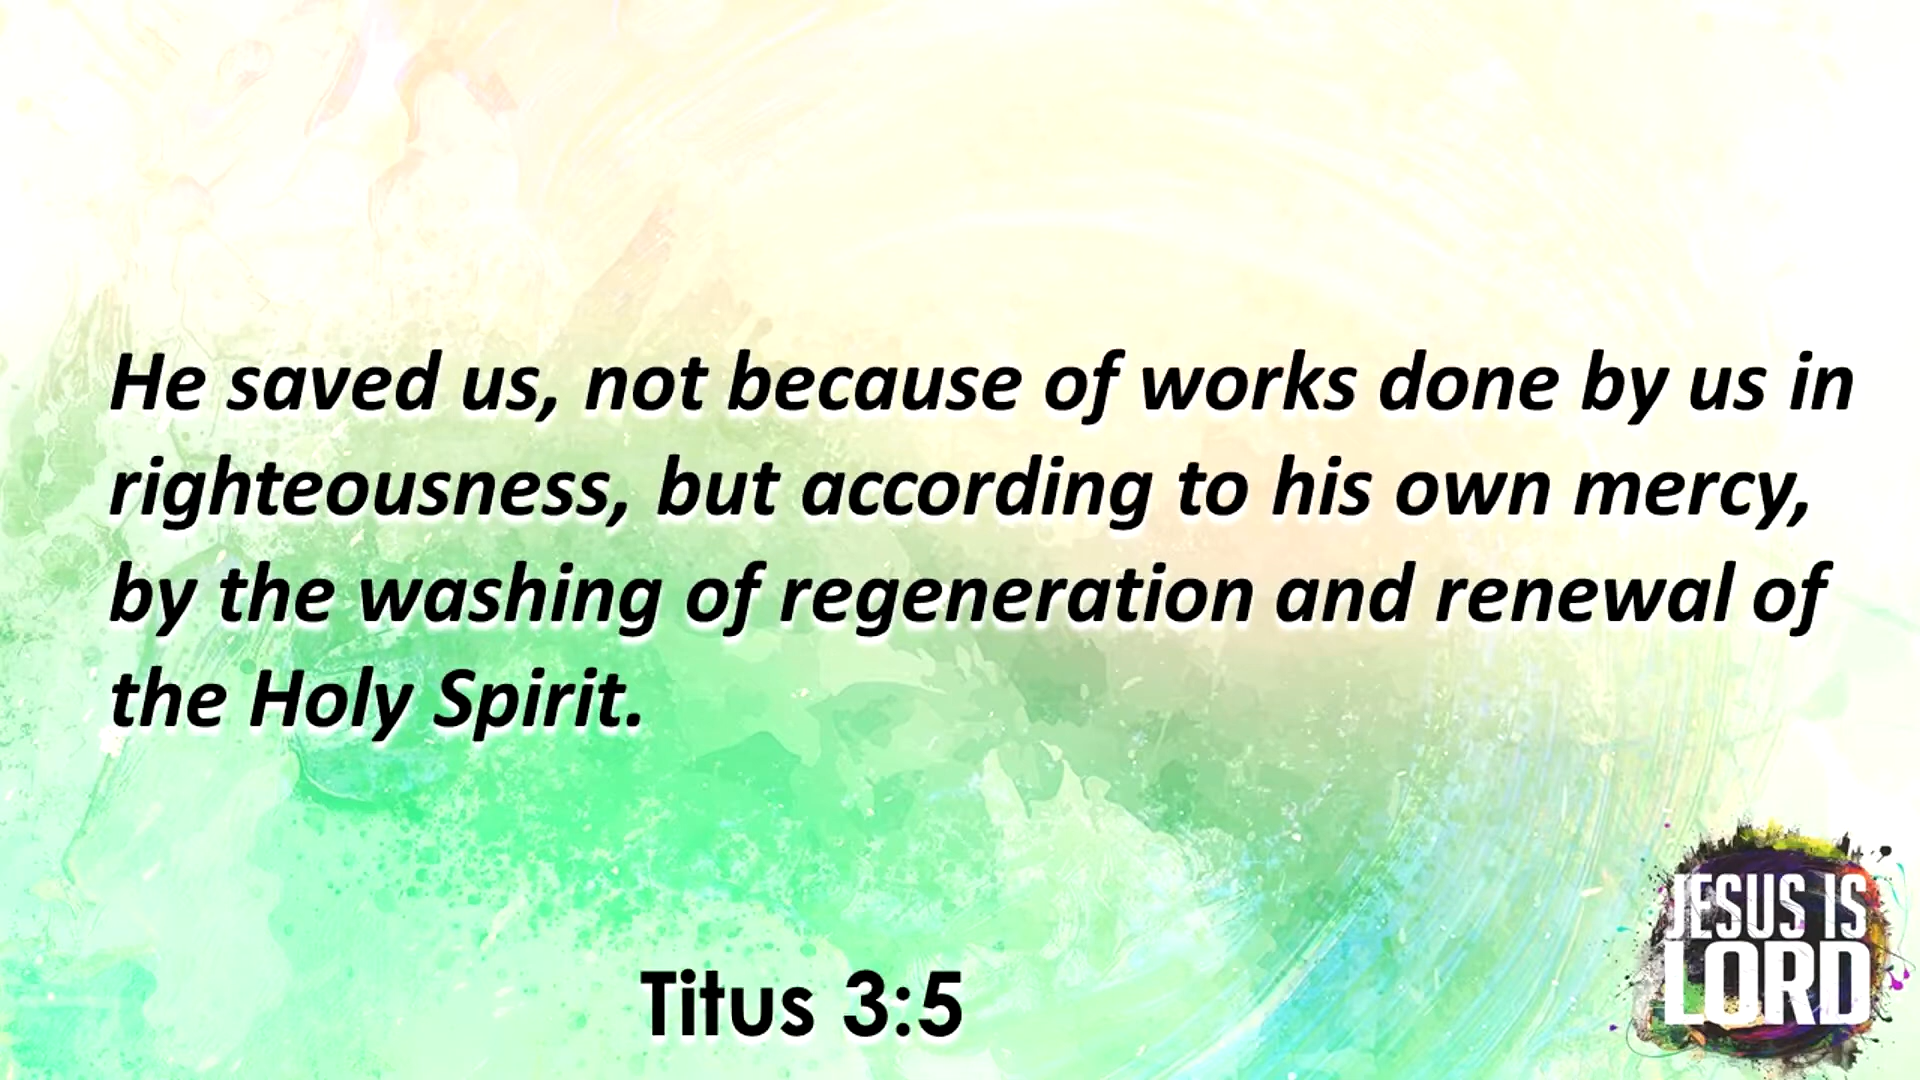 He saved us, not because of works done by us in
righteousness, but according to his own mercy,
by the washing of regeneration and renewal of
the Holy Spirit.
Titus 3:5
JESUS IS
LORD